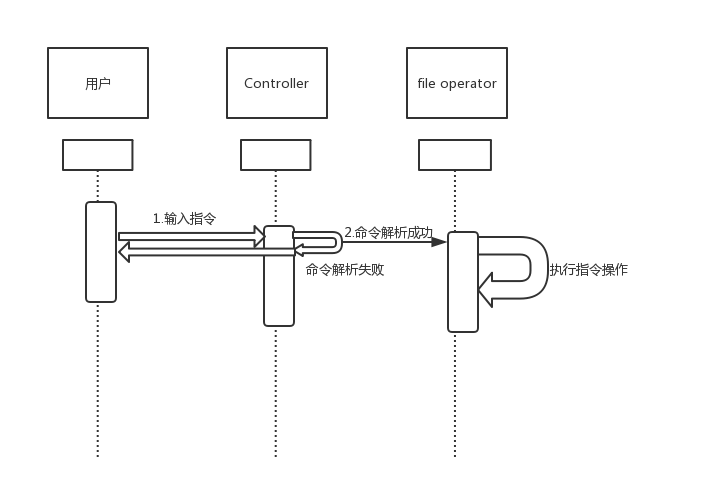 用户
Controller
file operator
1.输入指令
2.命令解析成功
命令解析失败
执行指令操作